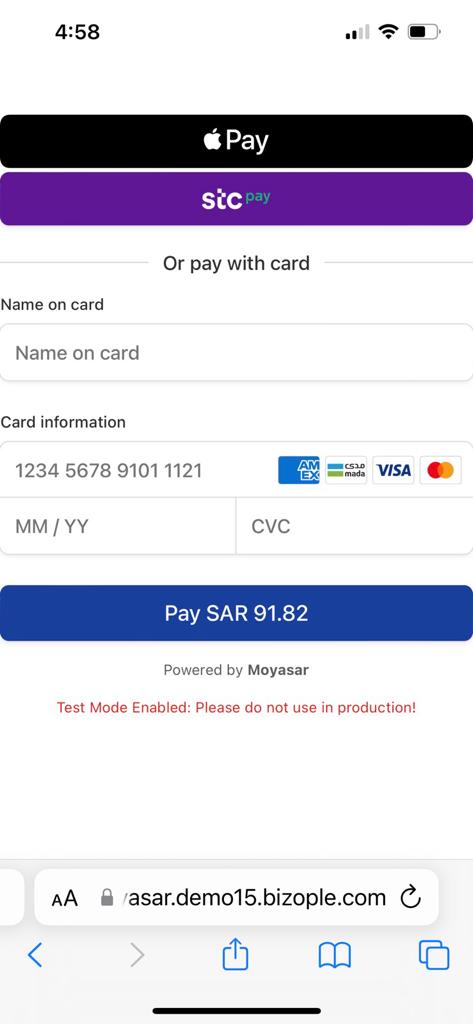 4:58
Pay
stc pay
Or pay with card
Name on card
Name on card
Card information
1234 5678 9101 1121
AM
EX
مدى
mada
VISA
MM / YY
CVC
Pay SAR 91.82
Powered by Moyasar
Test Mode Enabled: Please do not use in production!
AA
asar.demo15.bizople.com